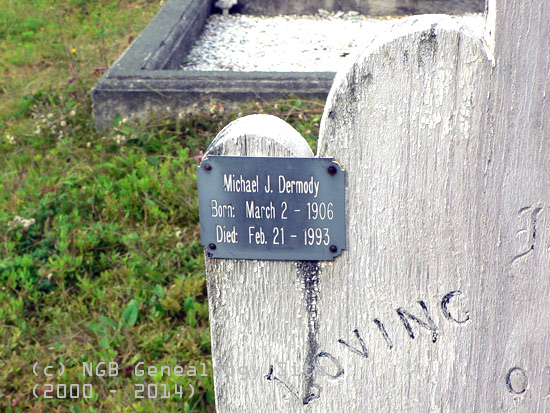 Michael J. Dermody
Born: March 2 - 1906
Died: Feb. 21 - 1993
I
LOVING
O
(c) NGB Genealogy
(2000 - 2014)